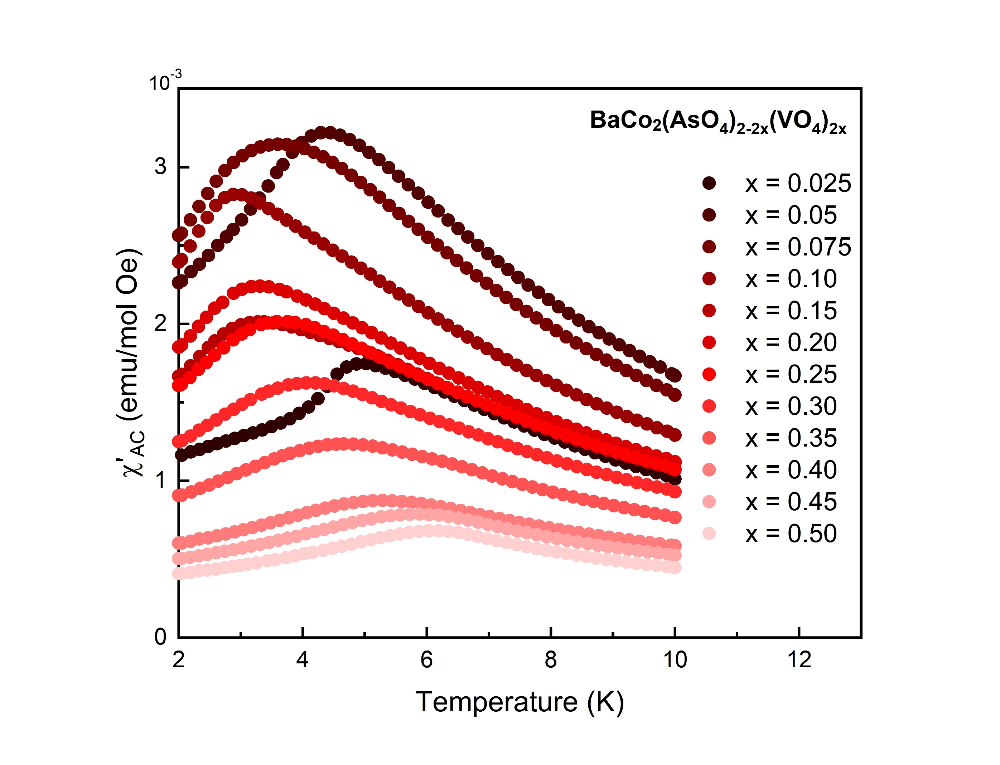 10⁻³
BaCo₂(AsO₄)₂₋₂ₓ(VO₄)₂ₓ
3
2
1
0
χ'AC (emu/mol Oe)
x = 0.025
x = 0.05
x = 0.075
x = 0.10
x = 0.15
x = 0.20
x = 0.25
x = 0.30
x = 0.35
x = 0.40
x = 0.45
x = 0.50
2 4 6 8 10 12
Temperature (K)